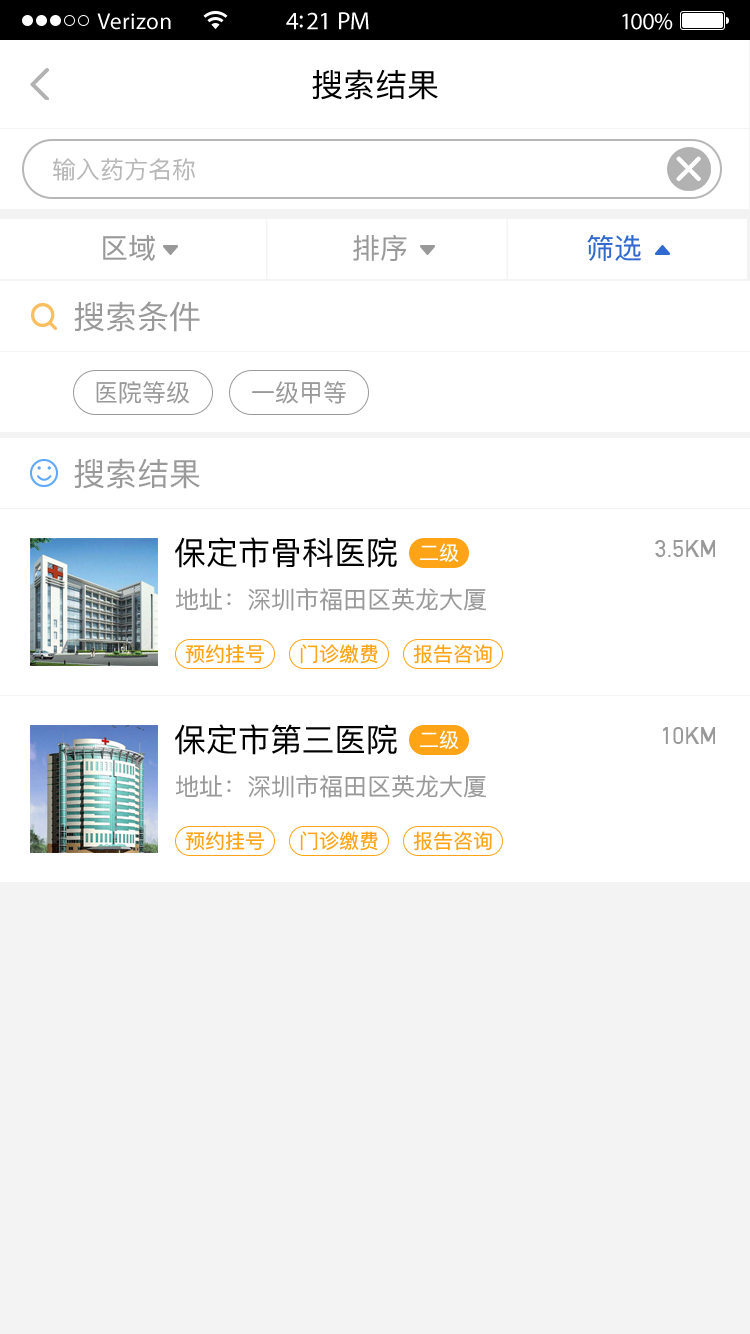 Verizon 4:21 PM 100%
搜索结果
输入药方名称
区域 排序 筛选
搜索条件
医院等级 一级甲等
搜索结果
保定市骨科医院 二级 3.5KM
地址：深圳市福田区英龙大厦
预约挂号 门诊缴费 报告咨询
保定市第三医院 二级 10KM
地址：深圳市福田区英龙大厦
预约挂号 门诊缴费 报告咨询